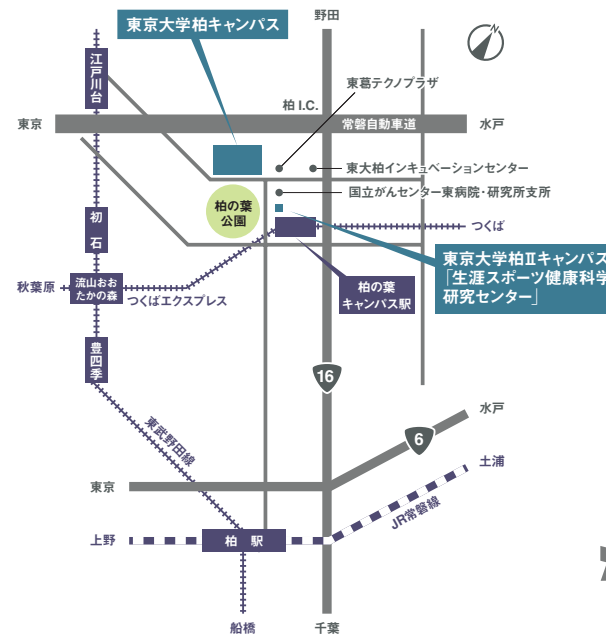 野田
東京大学柏キャンパス
江戸川台
東葛テクノプラザ
柏 I.C.
東京
常磐自動車道
水戸
東大柏インキュベーションセンター
国立がんセンター東病院・研究所支所
柏の葉
公園
初石
つくば
東京大学柏Ⅱキャンパス
「生涯スポーツ健康科学
研究センター」
柏の葉
キャンパス駅
秋葉原
流山おお
たかの森
つくばエクスプレス
豊四季
16
水戸
6
東武野田線
土浦
東京
JR常磐線
上野
柏 駅
船橋
千葉